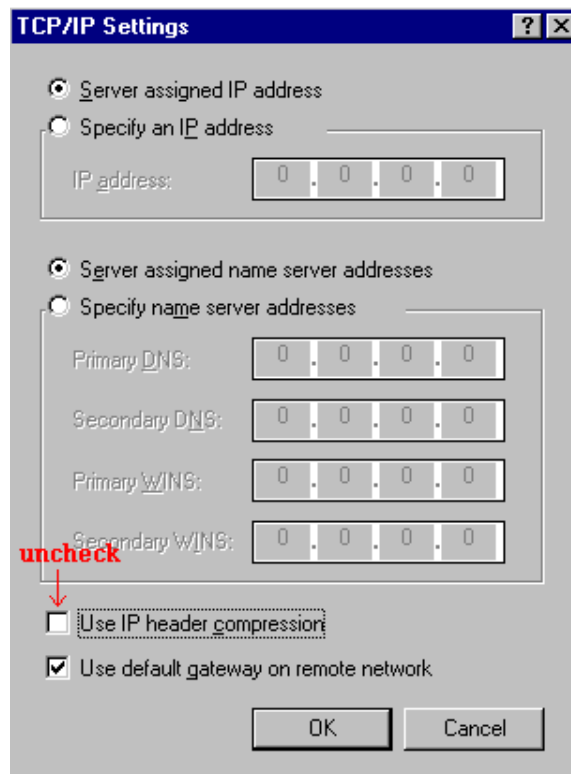 TCP/IP Settings
Server assigned IP address
Specify an IP address
IP address: 0 . 0 . 0 . 0
Server assigned name server addresses
Specify name server addresses
Primary DNS: 0 . 0 . 0 . 0
Secondary DNS: 0 . 0 . 0 . 0
Primary WINS: 0 . 0 . 0 . 0
Secondary WINS: 0 . 0 . 0 . 0
uncheck
Use IP header compression
Use default gateway on remote network
OK Cancel